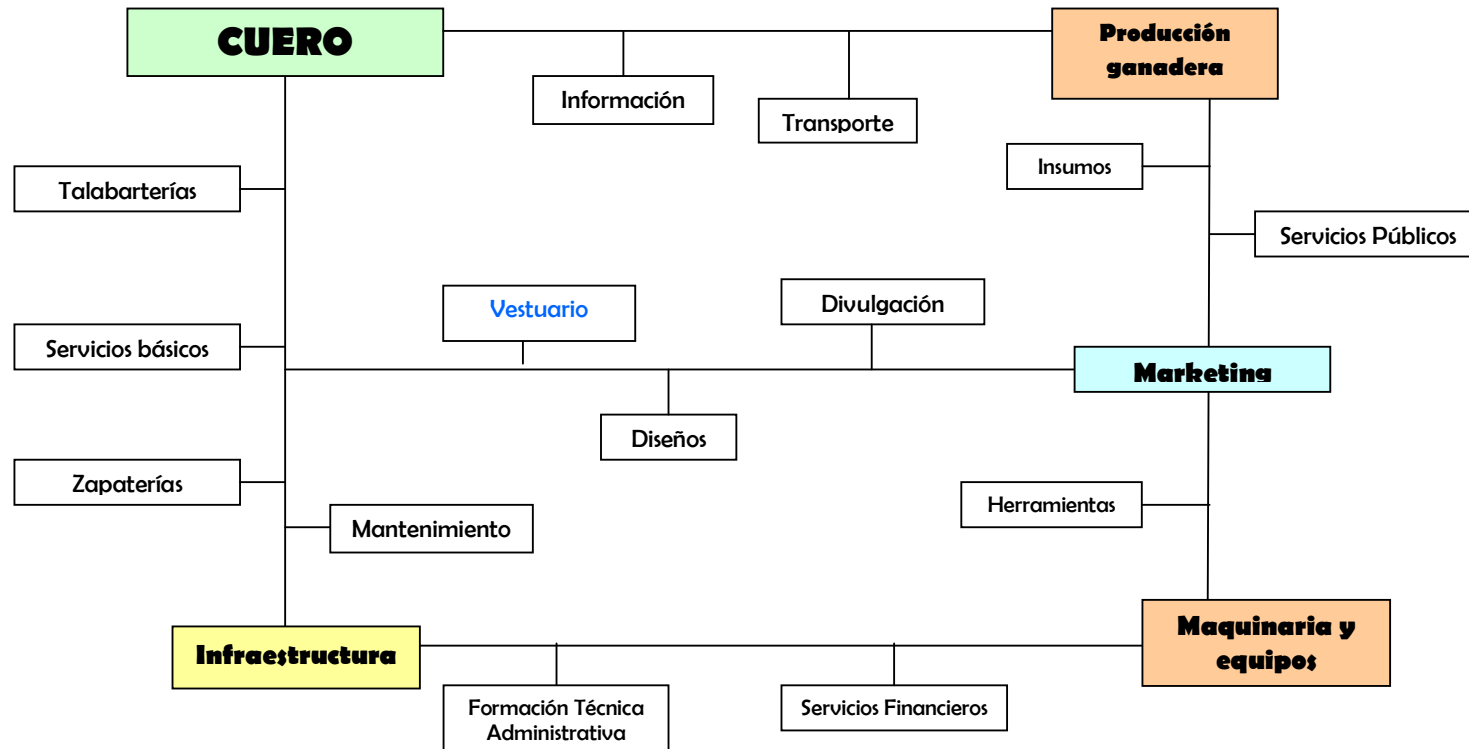 CUERO
Producción
ganadera
Información
Transporte
Insumos
Talabarterías
Servicios Públicos
Vestuario
Divulgación
Servicios básicos
Marketing
Diseños
Zapaterías
Herramientas
Mantenimiento
Infraestructura
Maquinaria y
equipos
Formación Técnica
Administrativa
Servicios Financieros